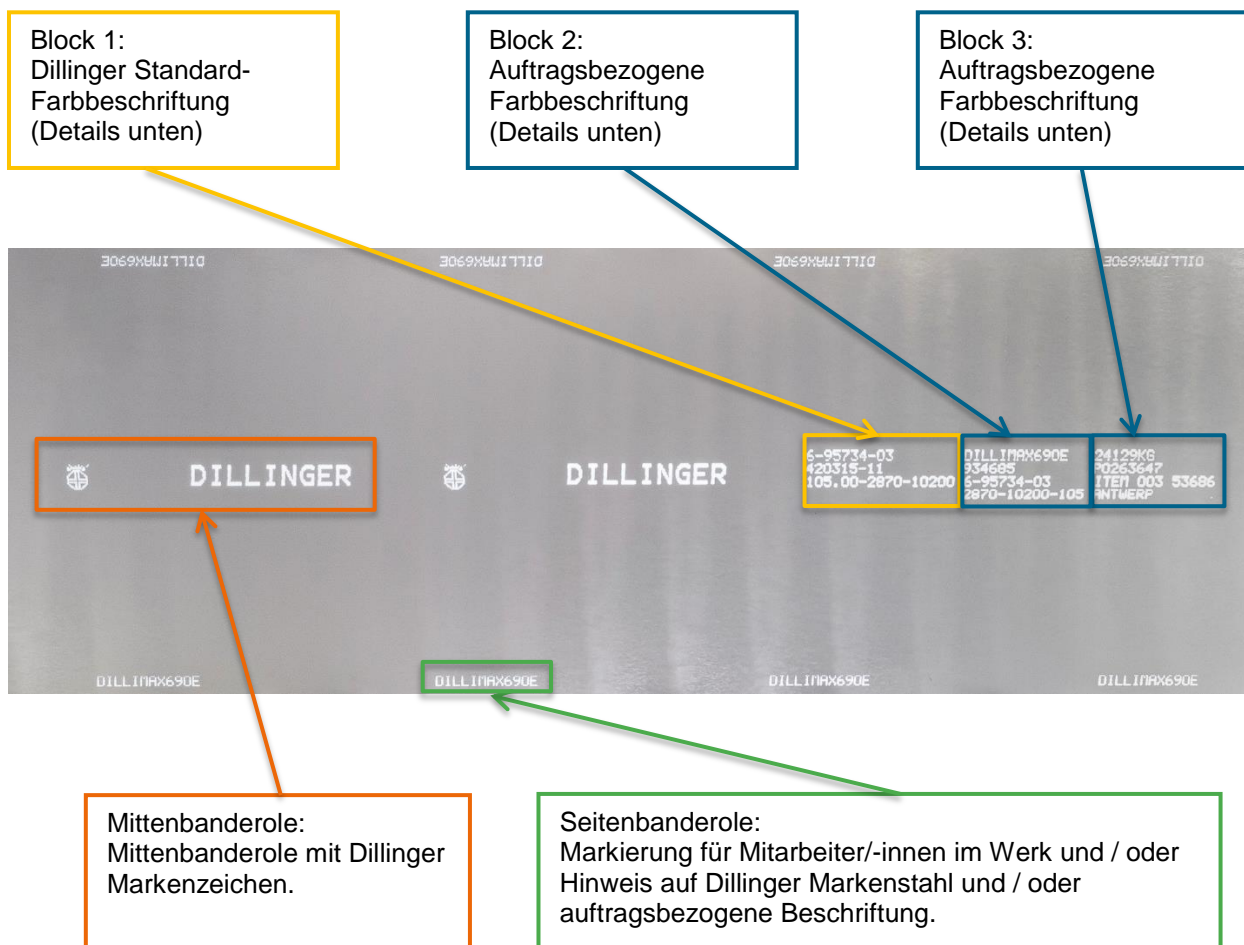 Block 1:
Dillinger Standard-
Farbbeschriftung
(Details unten)
Block 2:
Auftragsbezogene
Farbbeschriftung
(Details unten)
Block 3:
Auftragsbezogene
Farbbeschriftung
(Details unten)
DILLIMAX690E
DILLIMAX690E
DILLIMAX690E
DILLIMAX690E
DILLINGER
DILLINGER
6-95734-03
420315-11
105.00-2870-10200
DILLIMAX690E
934685
6-95734-03
2870-10200-105
24129KG
PO263647
ITEM 003 53686
ANTWERP
DILLIMAX690E
DILLIMAX690E
DILLIMAX690E
DILLIMAX690E
Mittenbanderole:
Mittenbanderole mit Dillinger
Markenzeichen.
Seitenbanderole:
Markierung für Mitarbeiter/-innen im Werk und / oder
Hinweis auf Dillinger Markenstahl und / oder
auftragsbezogene Beschriftung.